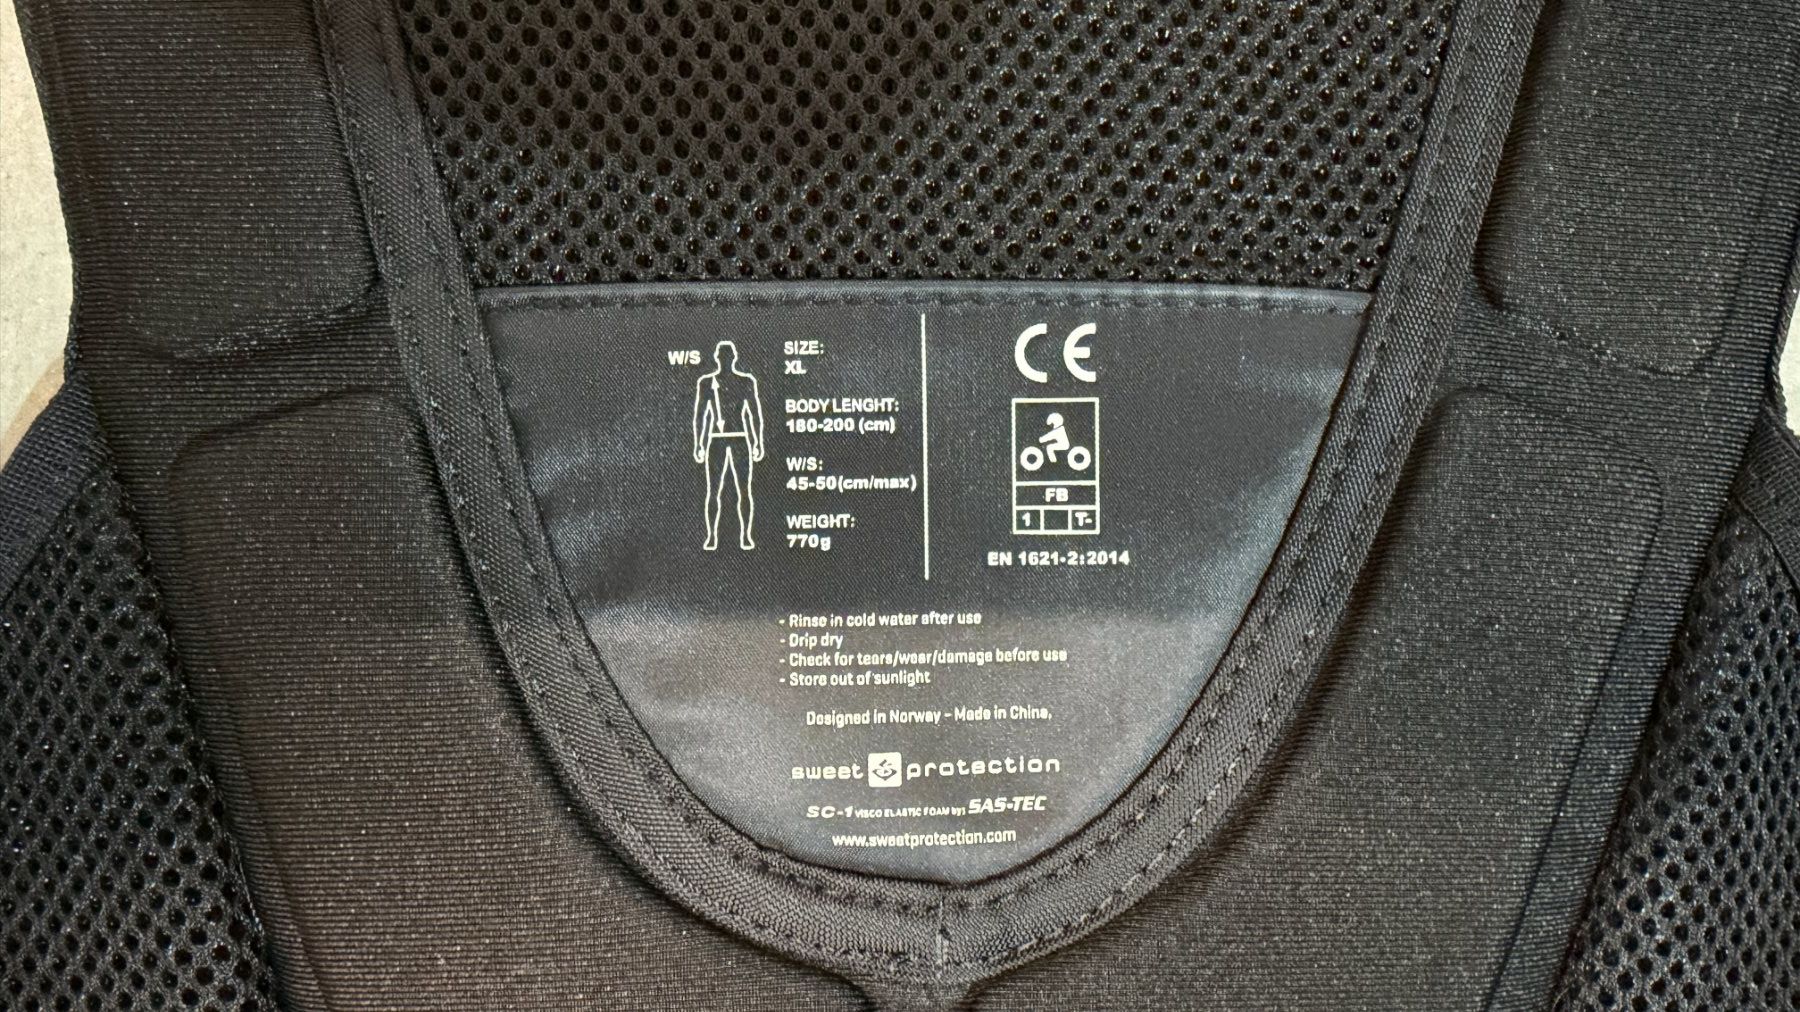 W/S
SIZE:
XL
BODY LENGHT:
180-200 (cm)
W/S:
45-50(cm/max)
WEIGHT:
770g
CE
FB
1 T-
EN 1621-2:2014
- Rinse in cold water after use
- Drip dry
- Check for tears/wear/damage before use
- Store out of sunlight
Designed in Norway - Made in China.
sweet protection
SC-1 VISCO ELASTIC FOAM by: SAS-TEC
www.sweetprotection.com